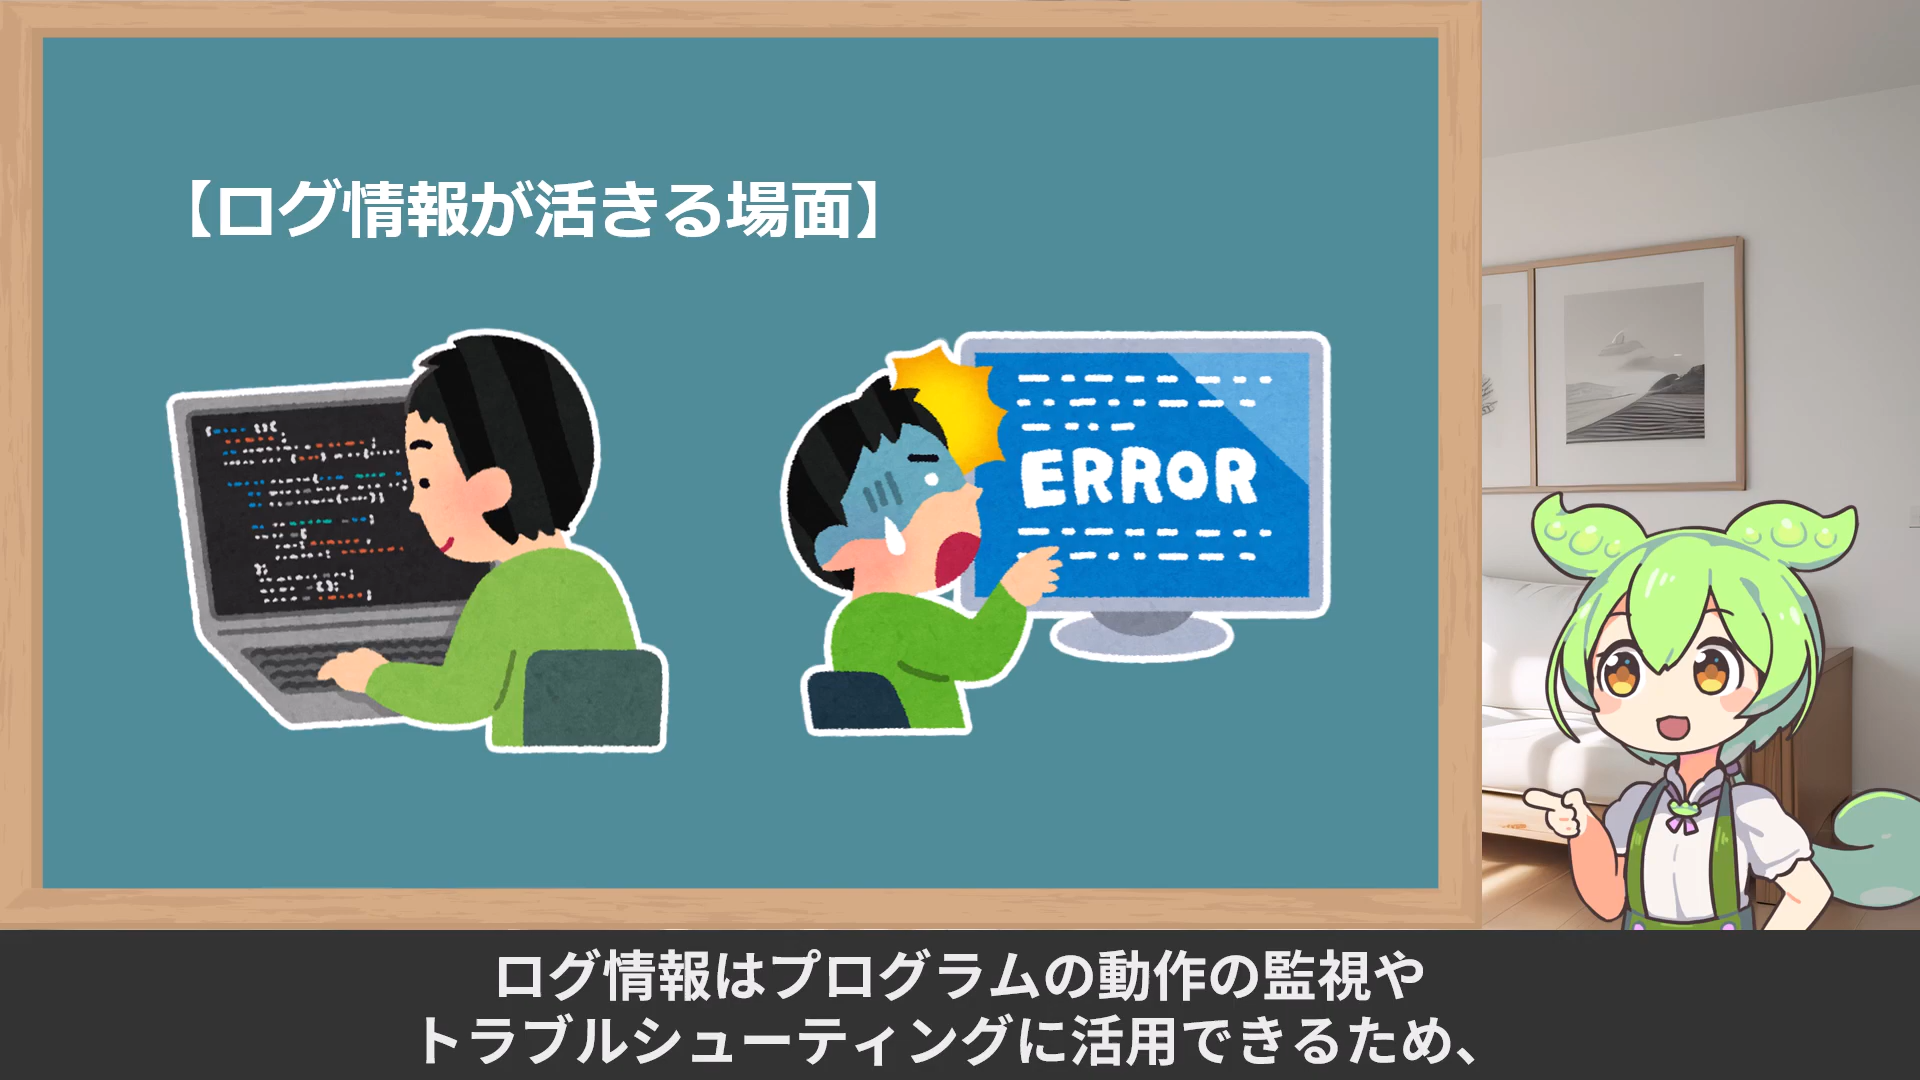 【ログ情報が活きる場面】
ERROR
ログ情報はプログラムの動作の監視や
トラブルシューティングに活用できるため、